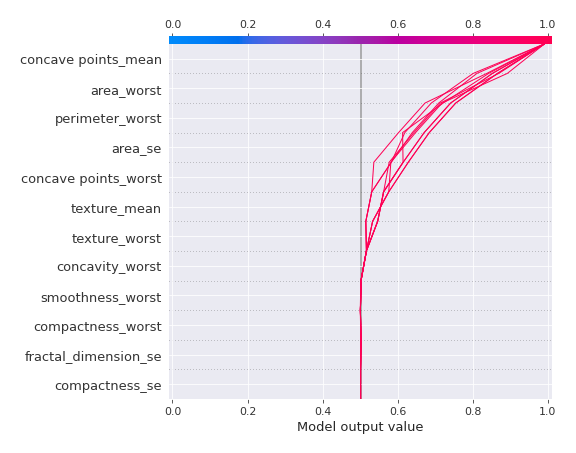 0.0 0.2 0.4 0.6 0.8 1.0
concave points_mean
area_worst
perimeter_worst
area_se
concave points_worst
texture_mean
texture_worst
concavity_worst
smoothness_worst
compactness_worst
fractal_dimension_se
compactness_se
0.0 0.2 0.4 0.6 0.8 1.0
Model output value